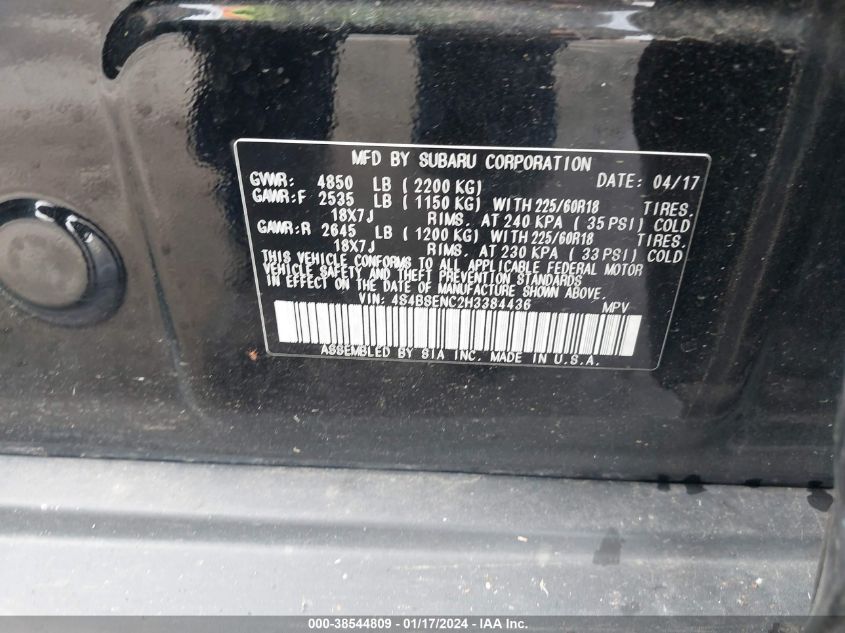 MFD BY SUBARU CORPORATION
GVWR: 4850 LB ( 2200 KG) DATE: 04/17
GAWR:F 2535 LB ( 1150 KG) WITH 225/60R18 TIRES.
18X7J RIMS. AT 240 KPA ( 35 PSI) COLD
GAWR:R 2645 LB ( 1200 KG) WITH 225/60R18 TIRES.
18X7J RIMS. AT 230 KPA ( 33 PSI) COLD
THIS VEHICLE CONFORMS TO ALL APPLICABLE FEDERAL MOTOR
VEHICLE SAFETY AND THEFT PREVENTION STANDARDS
IN EFFECT ON THE DATE OF MANUFACTURE SHOWN ABOVE.
VIN: 4S4BSENC2H3384436 MPV
ASSEMBLED BY SIA INC. MADE IN U.S.A.
000-38544809 - 01/17/2024 - IAA Inc.